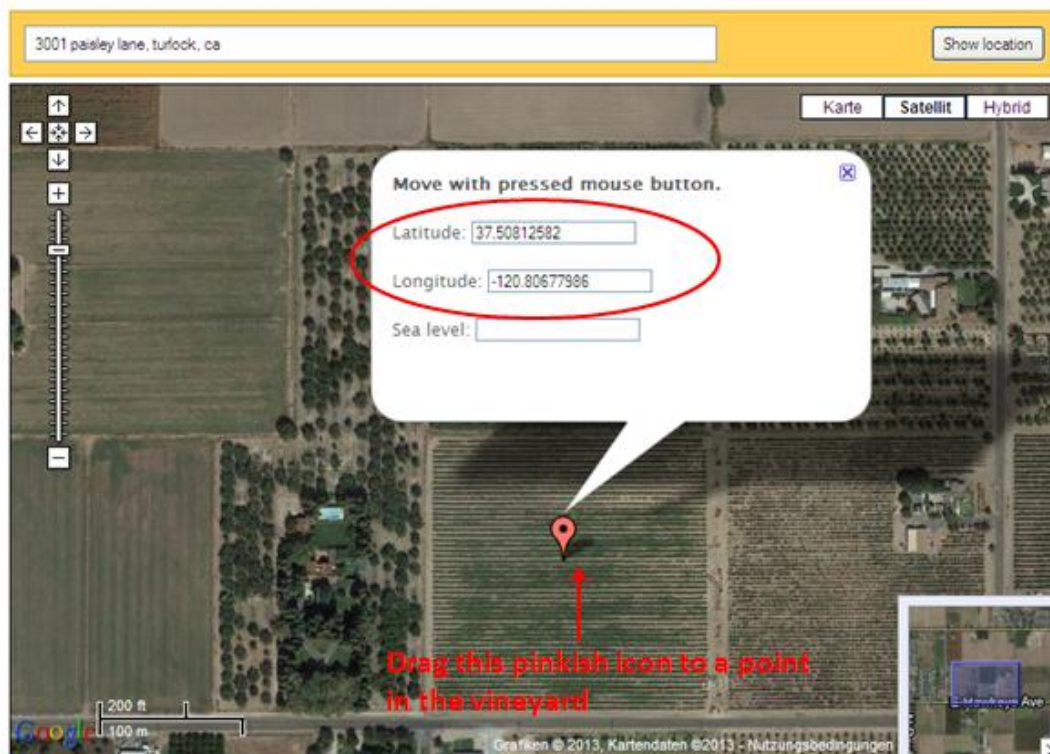 3001 paisley lane, turlock, ca
Show location
Karte Satellit Hybrid
Move with pressed mouse button.
Latitude: 37.50812582
Longitude: -120.80677986
Sea level:
Drag this pinkish icon to a point
in the vineyard
200 ft
100 m
Google
E Hawkeye Ave
Grafiken © 2013, Kartendaten ©2013 - Nutzungsbedingungen